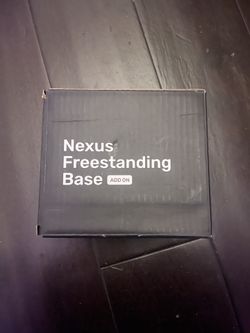 Nexus
Freestanding
Base ADD ON